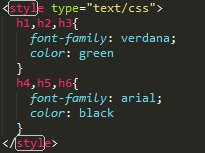 <style type="text/css">
h1,h2,h3{
font-family: verdana;
color: green
}
h4,h5,h6{
font-family: arial;
color: black
}
</style>